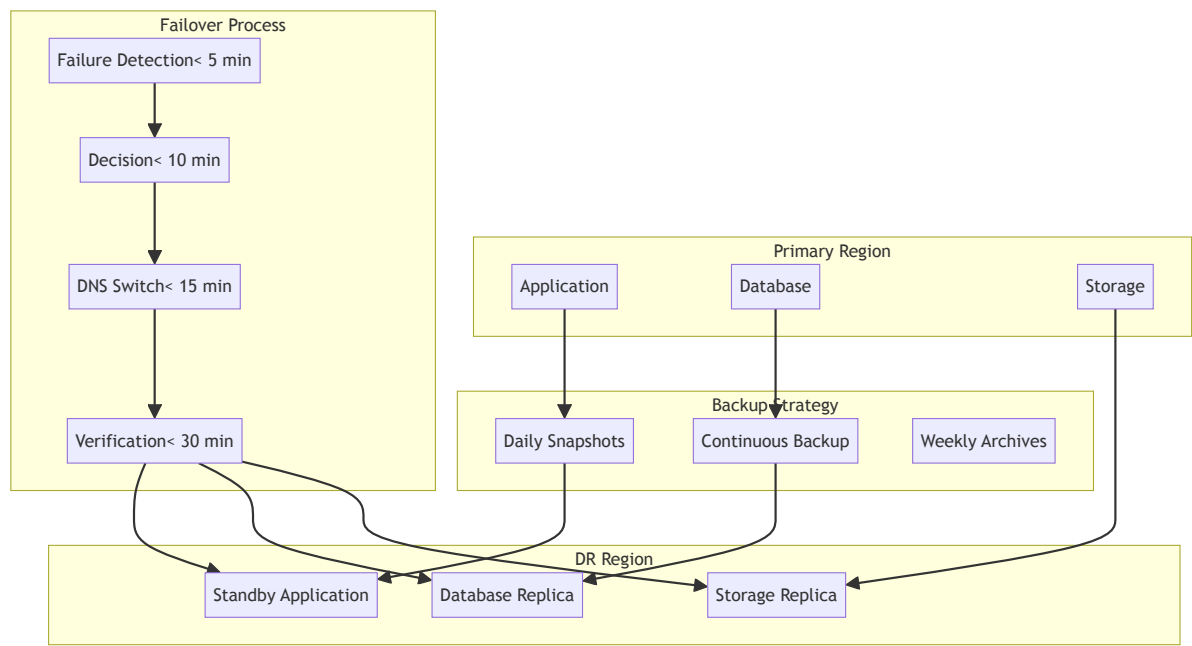 Failover Process
Failure Detection< 5 min
Decision< 10 min
DNS Switch< 15 min
Verification< 30 min
Primary Region
Application
Database
Storage
Backup Strategy
Daily Snapshots
Continuous Backup
Weekly Archives
DR Region
Standby Application
Database Replica
Storage Replica